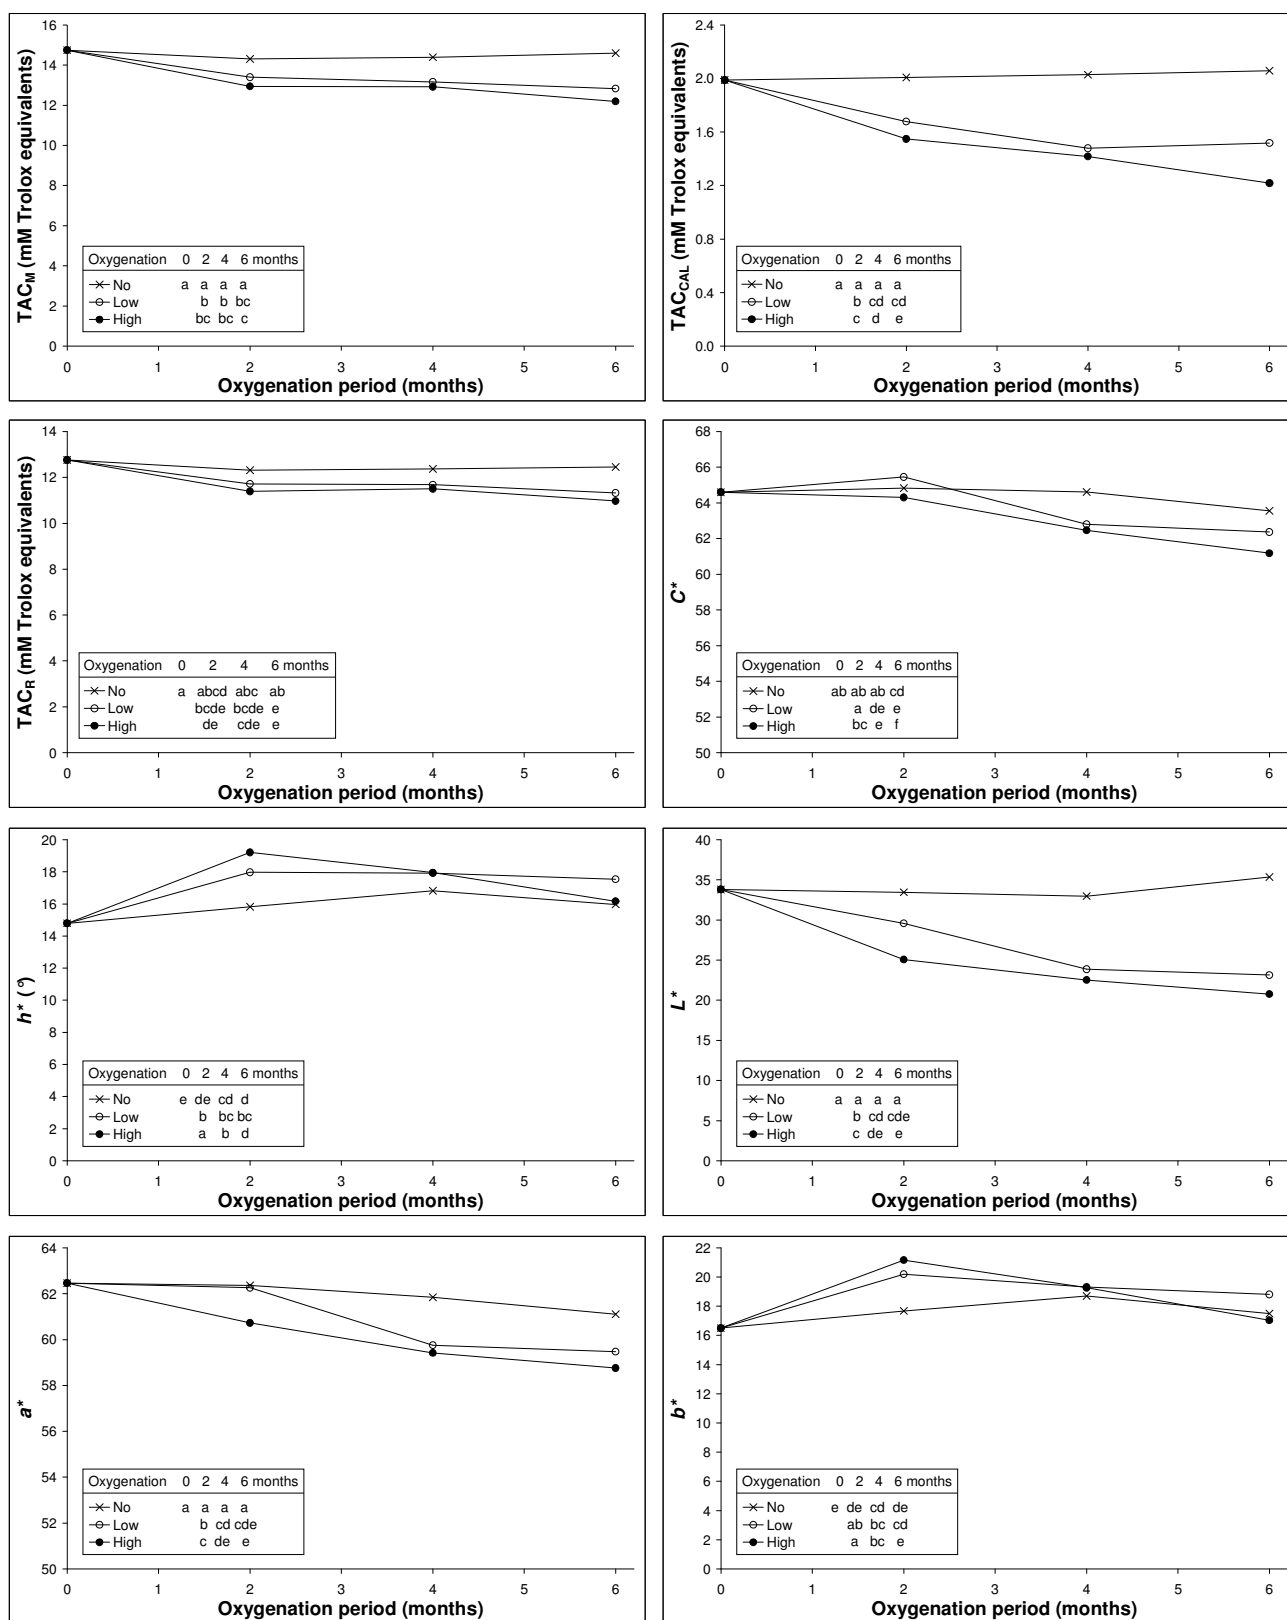 TAC_M (mM Trolox equivalents)
16
14
12
10
8
6
4
2
0
Oxygenation 0 2 4 6 months
No a a a a
Low b b bc
High bc bc c
0 1 2 3 4 5 6
Oxygenation period (months)
TAC_CAL (mM Trolox equivalents)
2.4
2.0
1.6
1.2
0.8
0.4
0.0
Oxygenation 0 2 4 6 months
No a a a a
Low b cd cd
High c d e
0 1 2 3 4 5 6
Oxygenation period (months)
TAC_R (mM Trolox equivalents)
14
12
10
8
6
4
2
0
Oxygenation 0 2 4 6 months
No a abcd abc ab
Low bcde bcde e
High de cde e
0 1 2 3 4 5 6
Oxygenation period (months)
C*
68
66
64
62
60
58
56
54
52
50
Oxygenation 0 2 4 6 months
No ab ab ab cd
Low a de e
High bc e f
0 1 2 3 4 5 6
Oxygenation period (months)
h* (º)
20
18
16
14
12
10
8
6
4
2
0
Oxygenation 0 2 4 6 months
No e de cd d
Low b bc bc
High a b d
0 1 2 3 4 5 6
Oxygenation period (months)
L*
40
35
30
25
20
15
10
5
0
Oxygenation 0 2 4 6 months
No a a a a
Low b cd cde
High c de e
0 1 2 3 4 5 6
Oxygenation period (months)
a*
64
62
60
58
56
54
52
50
Oxygenation 0 2 4 6 months
No a a a a
Low b cd cde
High c de e
0 1 2 3 4 5 6
Oxygenation period (months)
b*
22
20
18
16
14
12
10
8
6
4
2
0
Oxygenation 0 2 4 6 months
No e de cd de
Low ab bc cd
High a bc e
0 1 2 3 4 5 6
Oxygenation period (months)